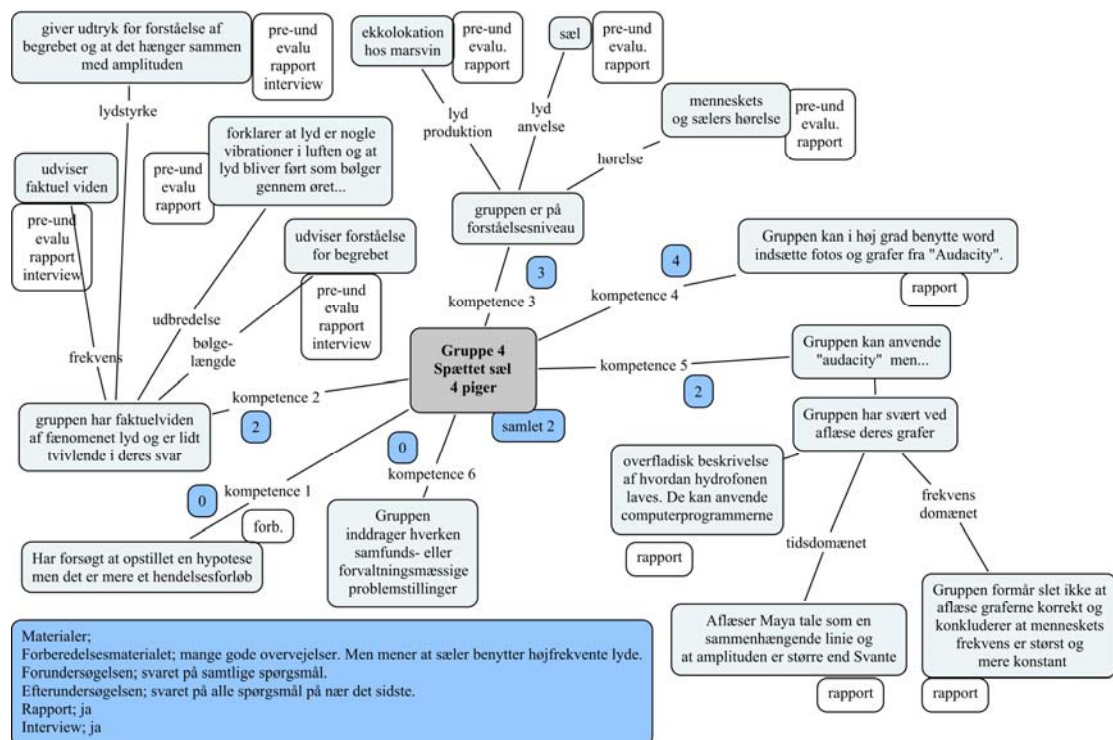 giver udtryk for forståelse af
begrebet og at det hænger sammen
med amplituden
pre-und
evalu
rapport
interview
ekkolokation
hos marsvin
pre-und
evalu.
rapport
sæl
pre-und
evalu.
rapport
lydstyrke
lyd
produktion
lyd
anvelse
menneskets
og sælers hørelse
pre-und
evalu.
rapport
hørelse
udviser
faktuel viden
pre-und
evalu
rapport
interview
pre-und
evalu
rapport
forklarer at lyd er nogle
vibrationer i luften og at
lyd bliver ført som bølger
gennem øret...
gruppen er på
forståelsesniveau
udviser forståelse
for begrebet
pre-und
evalu
rapport
interview
3
4
Gruppen kan i høj grad benytte word
indsætte fotos og grafer fra "Audacity".
rapport
kompetence 3
kompetence 4
udbredelse
bølge-
længde
frekvens
Gruppe 4
Spættet sæl
4 piger
samlet 2
kompetence 5
2
Gruppen kan anvende
"audacity" men...
kompetence 2
2
gruppen har faktuelviden
af fænomenet lyd og er lidt
tvivlende i deres svar
Gruppen har svært ved
aflæse deres grafer
0
kompetence 6
0
kompetence 1
forb.
Har forsøgt at opstillet en hypotese
men det er mere et hendelsesforløb
Gruppen
inddrager hverken
samfunds- eller
forvaltningsmæssige
problemstillinger
overfladisk beskrivelse
af hvordan hydrofonen
laves. De kan anvende
computerprogrammerne
rapport
tidsdomænet
frekvens
domænet
Aflæser Maya tale som en
sammenhængende linie og
at amplituden er større end Svante
rapport
Gruppen formår slet ikke at
aflæse graferne korrekt og
konkluderer at menneskets
frekvens er størst og
mere konstant
rapport
Materialer;
Forberedelsesmaterialet; mange gode overvejelser. Men mener at sæler benytter højfrekvente lyde.
Forundersøgelsen; svaret på samtlige spørgsmål.
Efterundersøgelsen; svaret på alle spørgsmål på nær det sidste.
Rapport; ja
Interview; ja